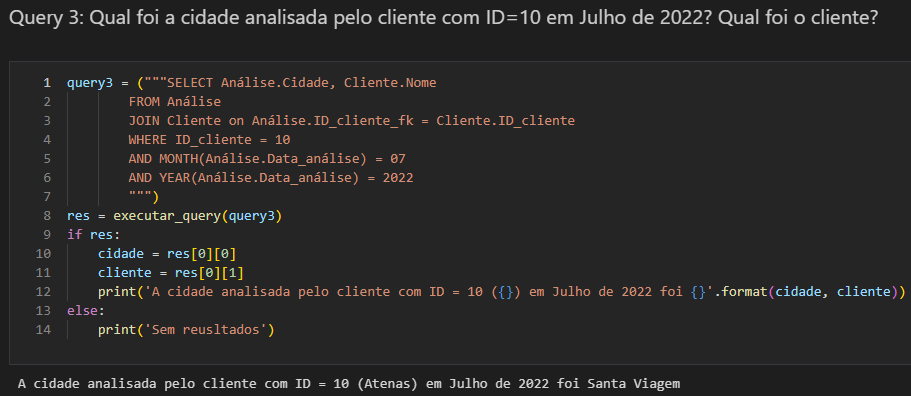 Query 3: Qual foi a cidade analisada pelo cliente com ID=10 em Julho de 2022? Qual foi o cliente?
1 query3 = ("""SELECT Análise.Cidade, Cliente.Nome
2 FROM Análise
3 JOIN Cliente on Análise.ID_cliente_fk = Cliente.ID_cliente
4 WHERE ID_cliente = 10
5 AND MONTH(Análise.Data_análise) = 07
6 AND YEAR(Análise.Data_análise) = 2022
7 """)
8 res = executar_query(query3)
9 if res:
10 cidade = res[0][0]
11 cliente = res[0][1]
12 print('A cidade analisada pelo cliente com ID = 10 ({}) em Julho de 2022 foi {}'.format(cidade, cliente))
13 else:
14 print('Sem reusltados')
A cidade analisada pelo cliente com ID = 10 (Atenas) em Julho de 2022 foi Santa Viagem